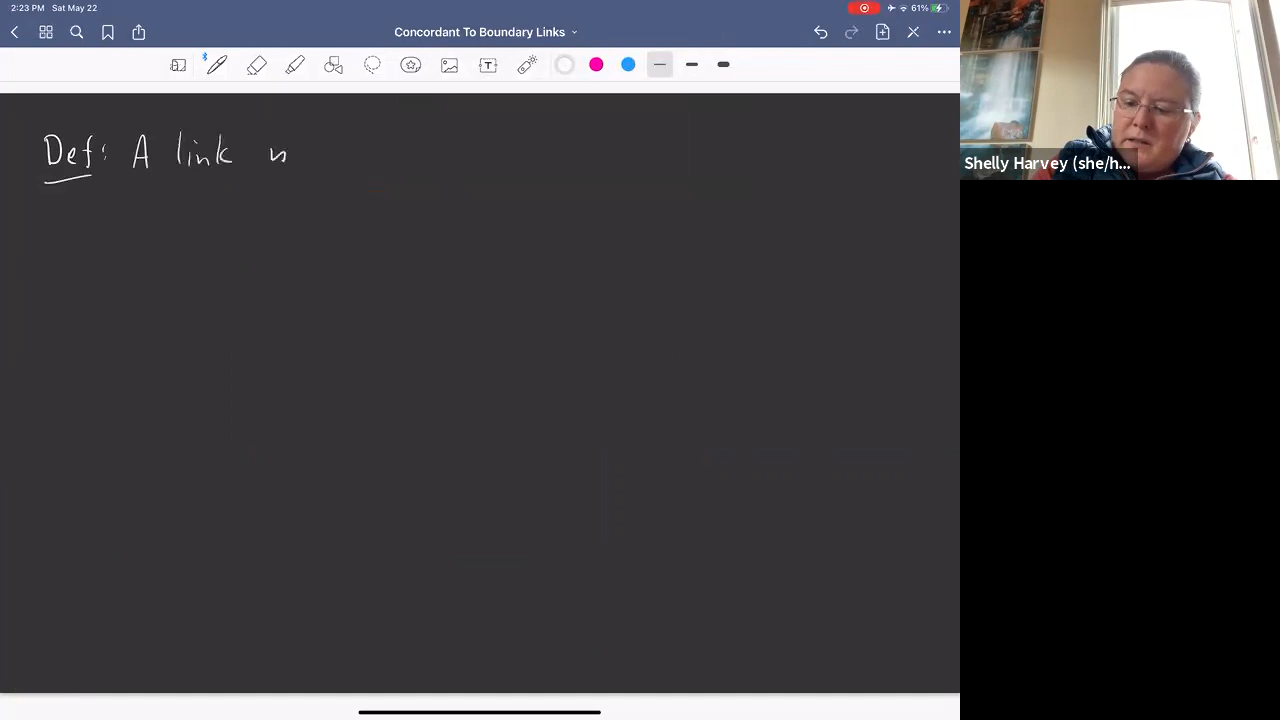 2:23 PM Sat May 22
61%
Concordant To Boundary Links
T
Def: A link
Shelly Harvey (she/h...